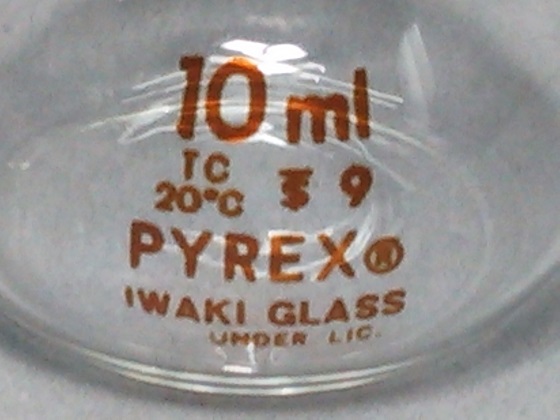 10 ml
TC
20°C 9
PYREX®
IWAKI GLASS
UNDER LIC.